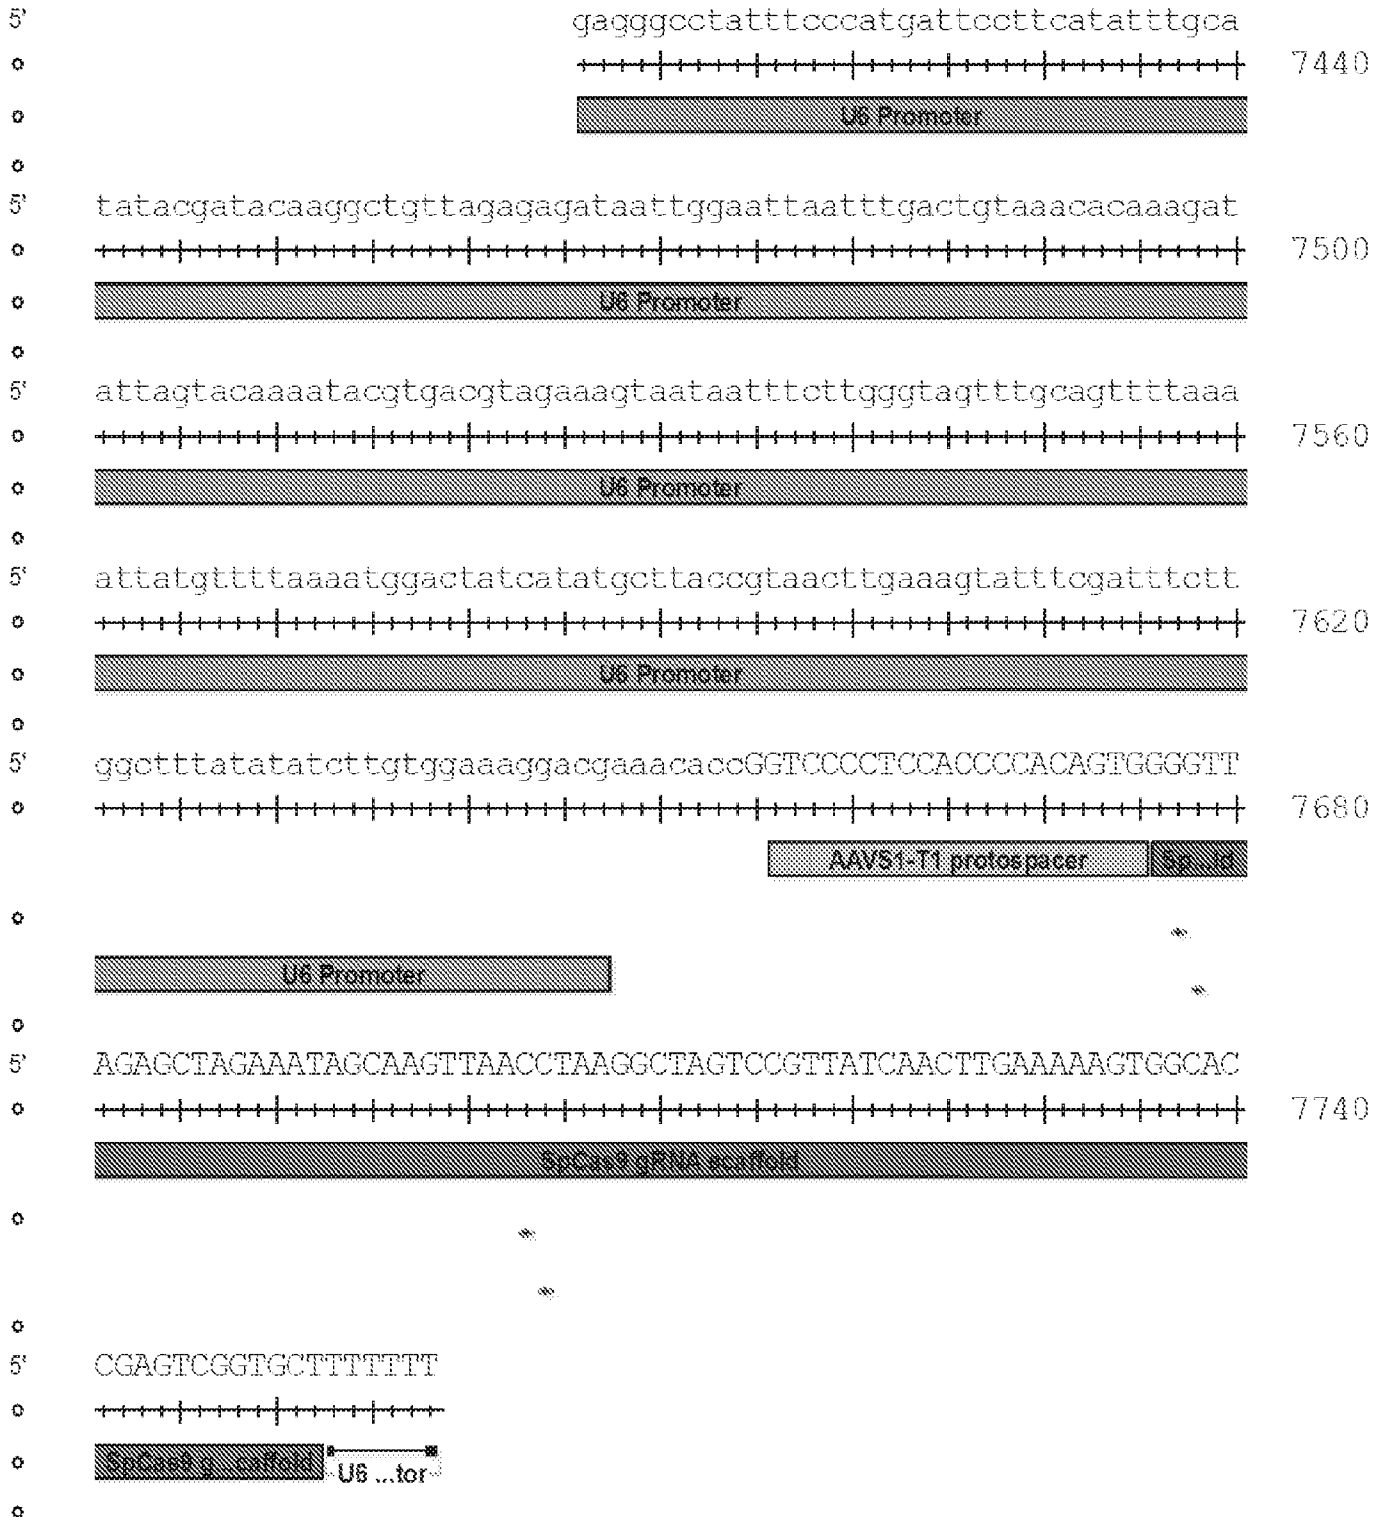 5' gagggcctatttcccatgattccttcatatttgca
7440
U6 Promoter
5' tatacgatacaaggctgttagagagataattggaattaatttgactgtaaacacaaagat
7500
U6 Promoter
5' attagtacaaaatacgtgacgtagaaagtaataatttcttgggtagtttgcagttttaaa
7560
U6 Promoter
5' attatgttttaaaatggactatcatatgcttaccgtaacttgaaagtatttcgatttctt
7620
U6 Promoter
5' ggctttatatatcttgtggaaaggacgaaacaccGGTCCCCTCCACCCCACAGTGGGGTT
7680
AAVS1-T1 protospacer Sp...ld
U6 Promoter
5' AGAGCTAGAAATAGCAAGTTAACCTAAGGCTAGTCCGTTATCAACTTGAAAAAGTGGCAC
7740
SpCas9 gRNA scaffold
5' CGAGTCGGTGCTTTTTTT
SpCas9 g...caffold U6 ...tor